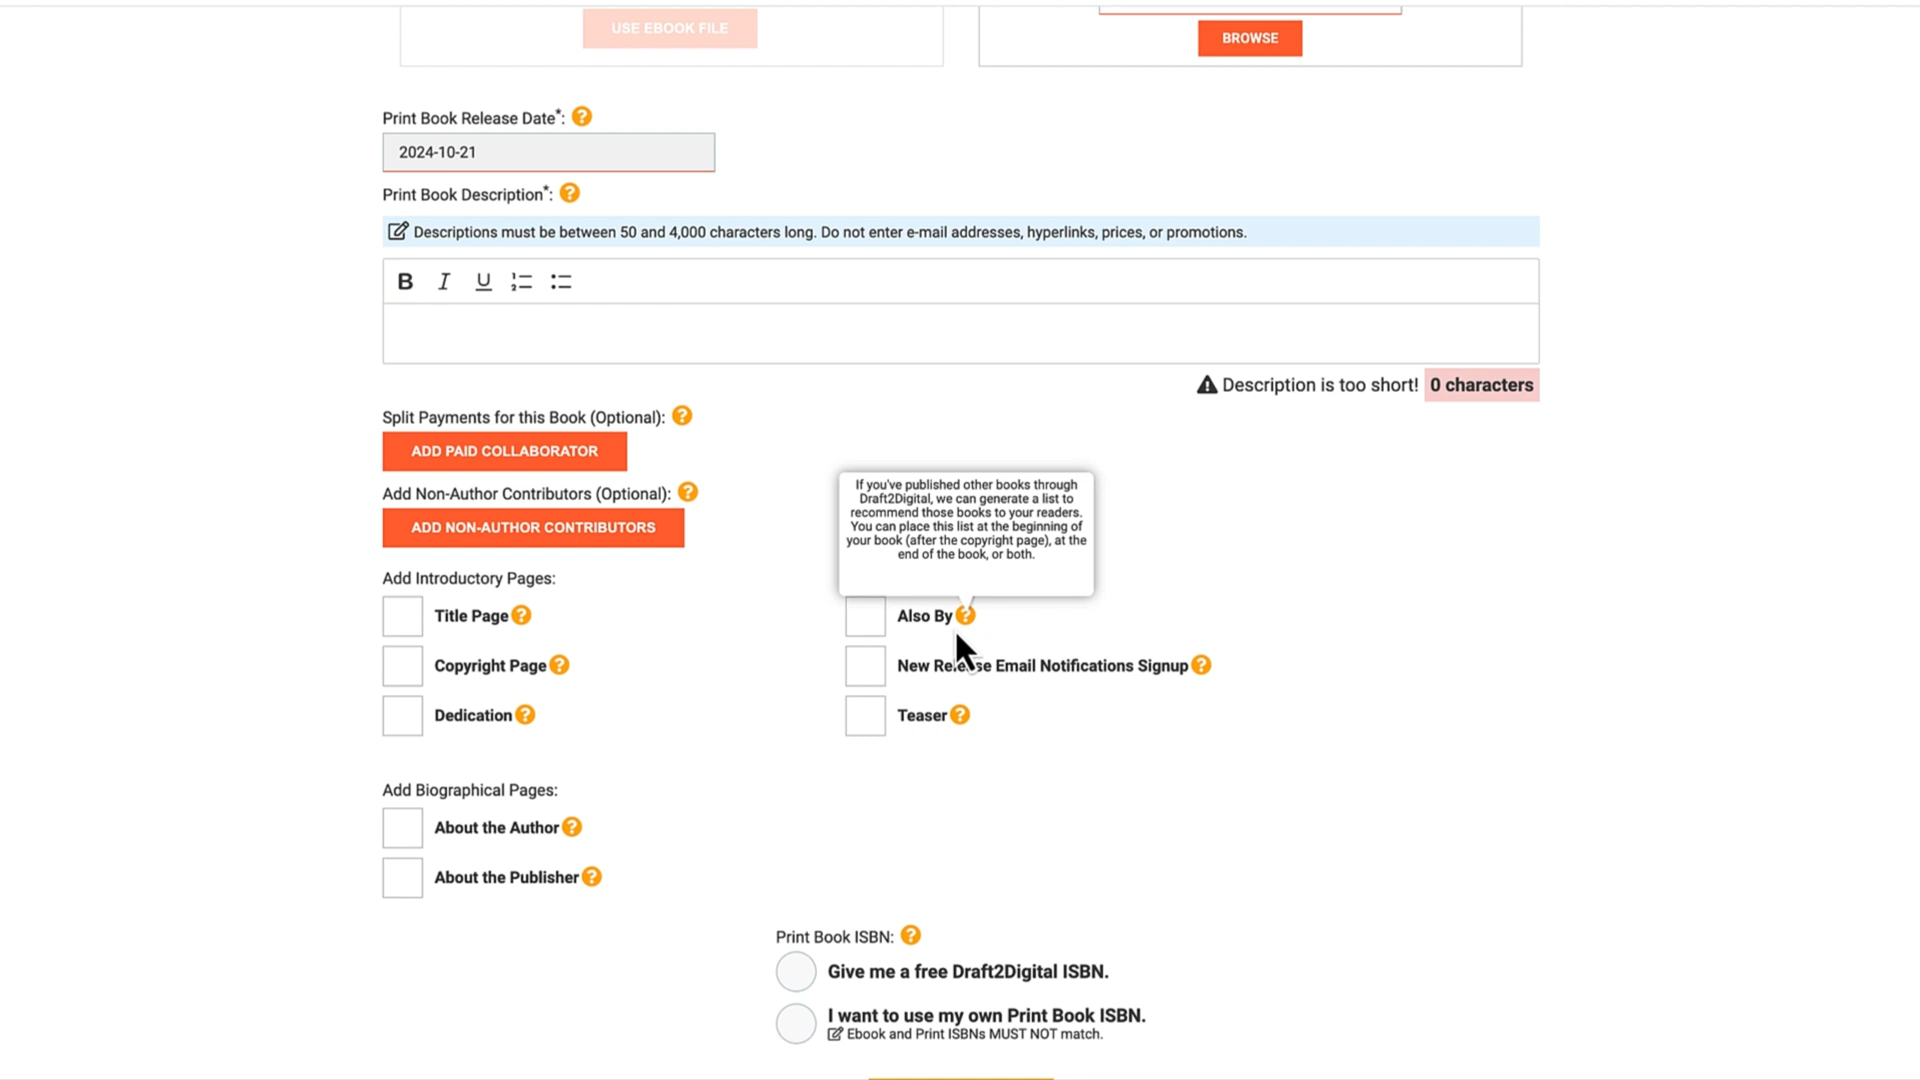 USE EBOOK FILE
BROWSE
Print Book Release Date*: ?
2024-10-21
Print Book Description*: ?
Descriptions must be between 50 and 4,000 characters long. Do not enter e-mail addresses, hyperlinks, prices, or promotions.
B I U
Description is too short! 0 characters
Split Payments for this Book (Optional): ?
ADD PAID COLLABORATOR
Add Non-Author Contributors (Optional): ?
ADD NON-AUTHOR CONTRIBUTORS
If you've published other books through
Draft2Digital, we can generate a list to
recommend those books to your readers.
You can place this list at the beginning of
your book (after the copyright page), at the
end of the book, or both.
Add Introductory Pages:
Title Page ?
Also By ?
Copyright Page ?
New Release Email Notifications Signup ?
Dedication ?
Teaser ?
Add Biographical Pages:
About the Author ?
About the Publisher ?
Print Book ISBN: ?
Give me a free Draft2Digital ISBN.
I want to use my own Print Book ISBN.
Ebook and Print ISBNs MUST NOT match.